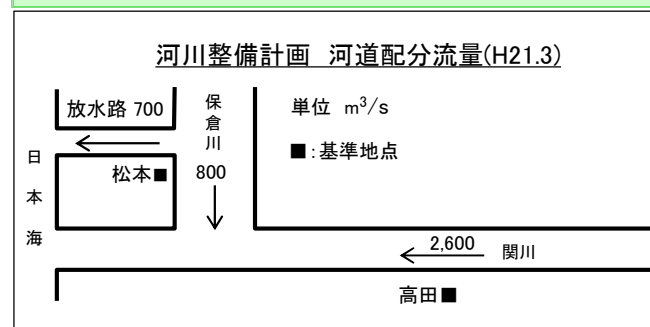 河川整備計画 河道配分流量(H21.3)
放水路 700
保倉川
単位 m³/s
■:基準地点
日本海
松本■
800
2,600
関川
高田■